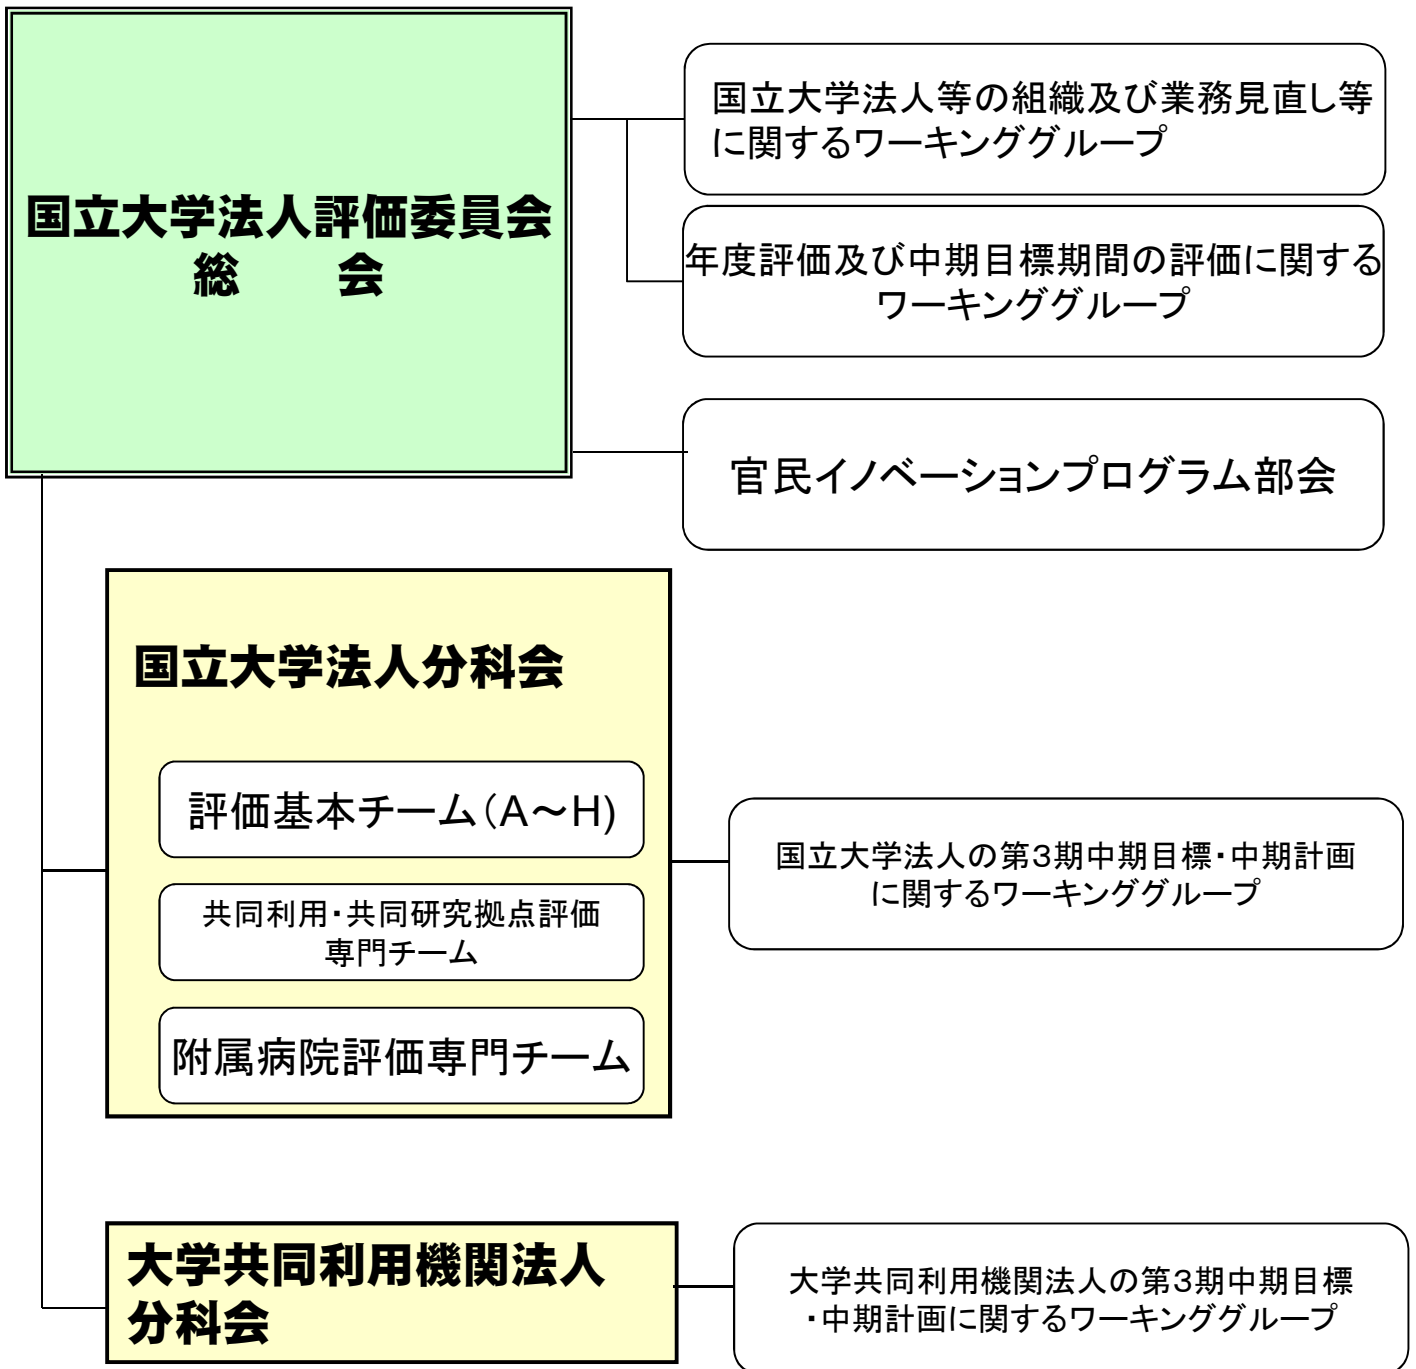 国立大学法人評価委員会
総　　会
国立大学法人等の組織及び業務見直し等
に関するワーキンググループ
年度評価及び中期目標期間の評価に関する
ワーキンググループ
官民イノベーションプログラム部会
国立大学法人分科会
評価基本チーム（A～H)
共同利用・共同研究拠点評価
専門チーム
附属病院評価専門チーム
国立大学法人の第3期中期目標・中期計画
に関するワーキンググループ
大学共同利用機関法人
分科会
大学共同利用機関法人の第3期中期目標
・中期計画に関するワーキンググループ